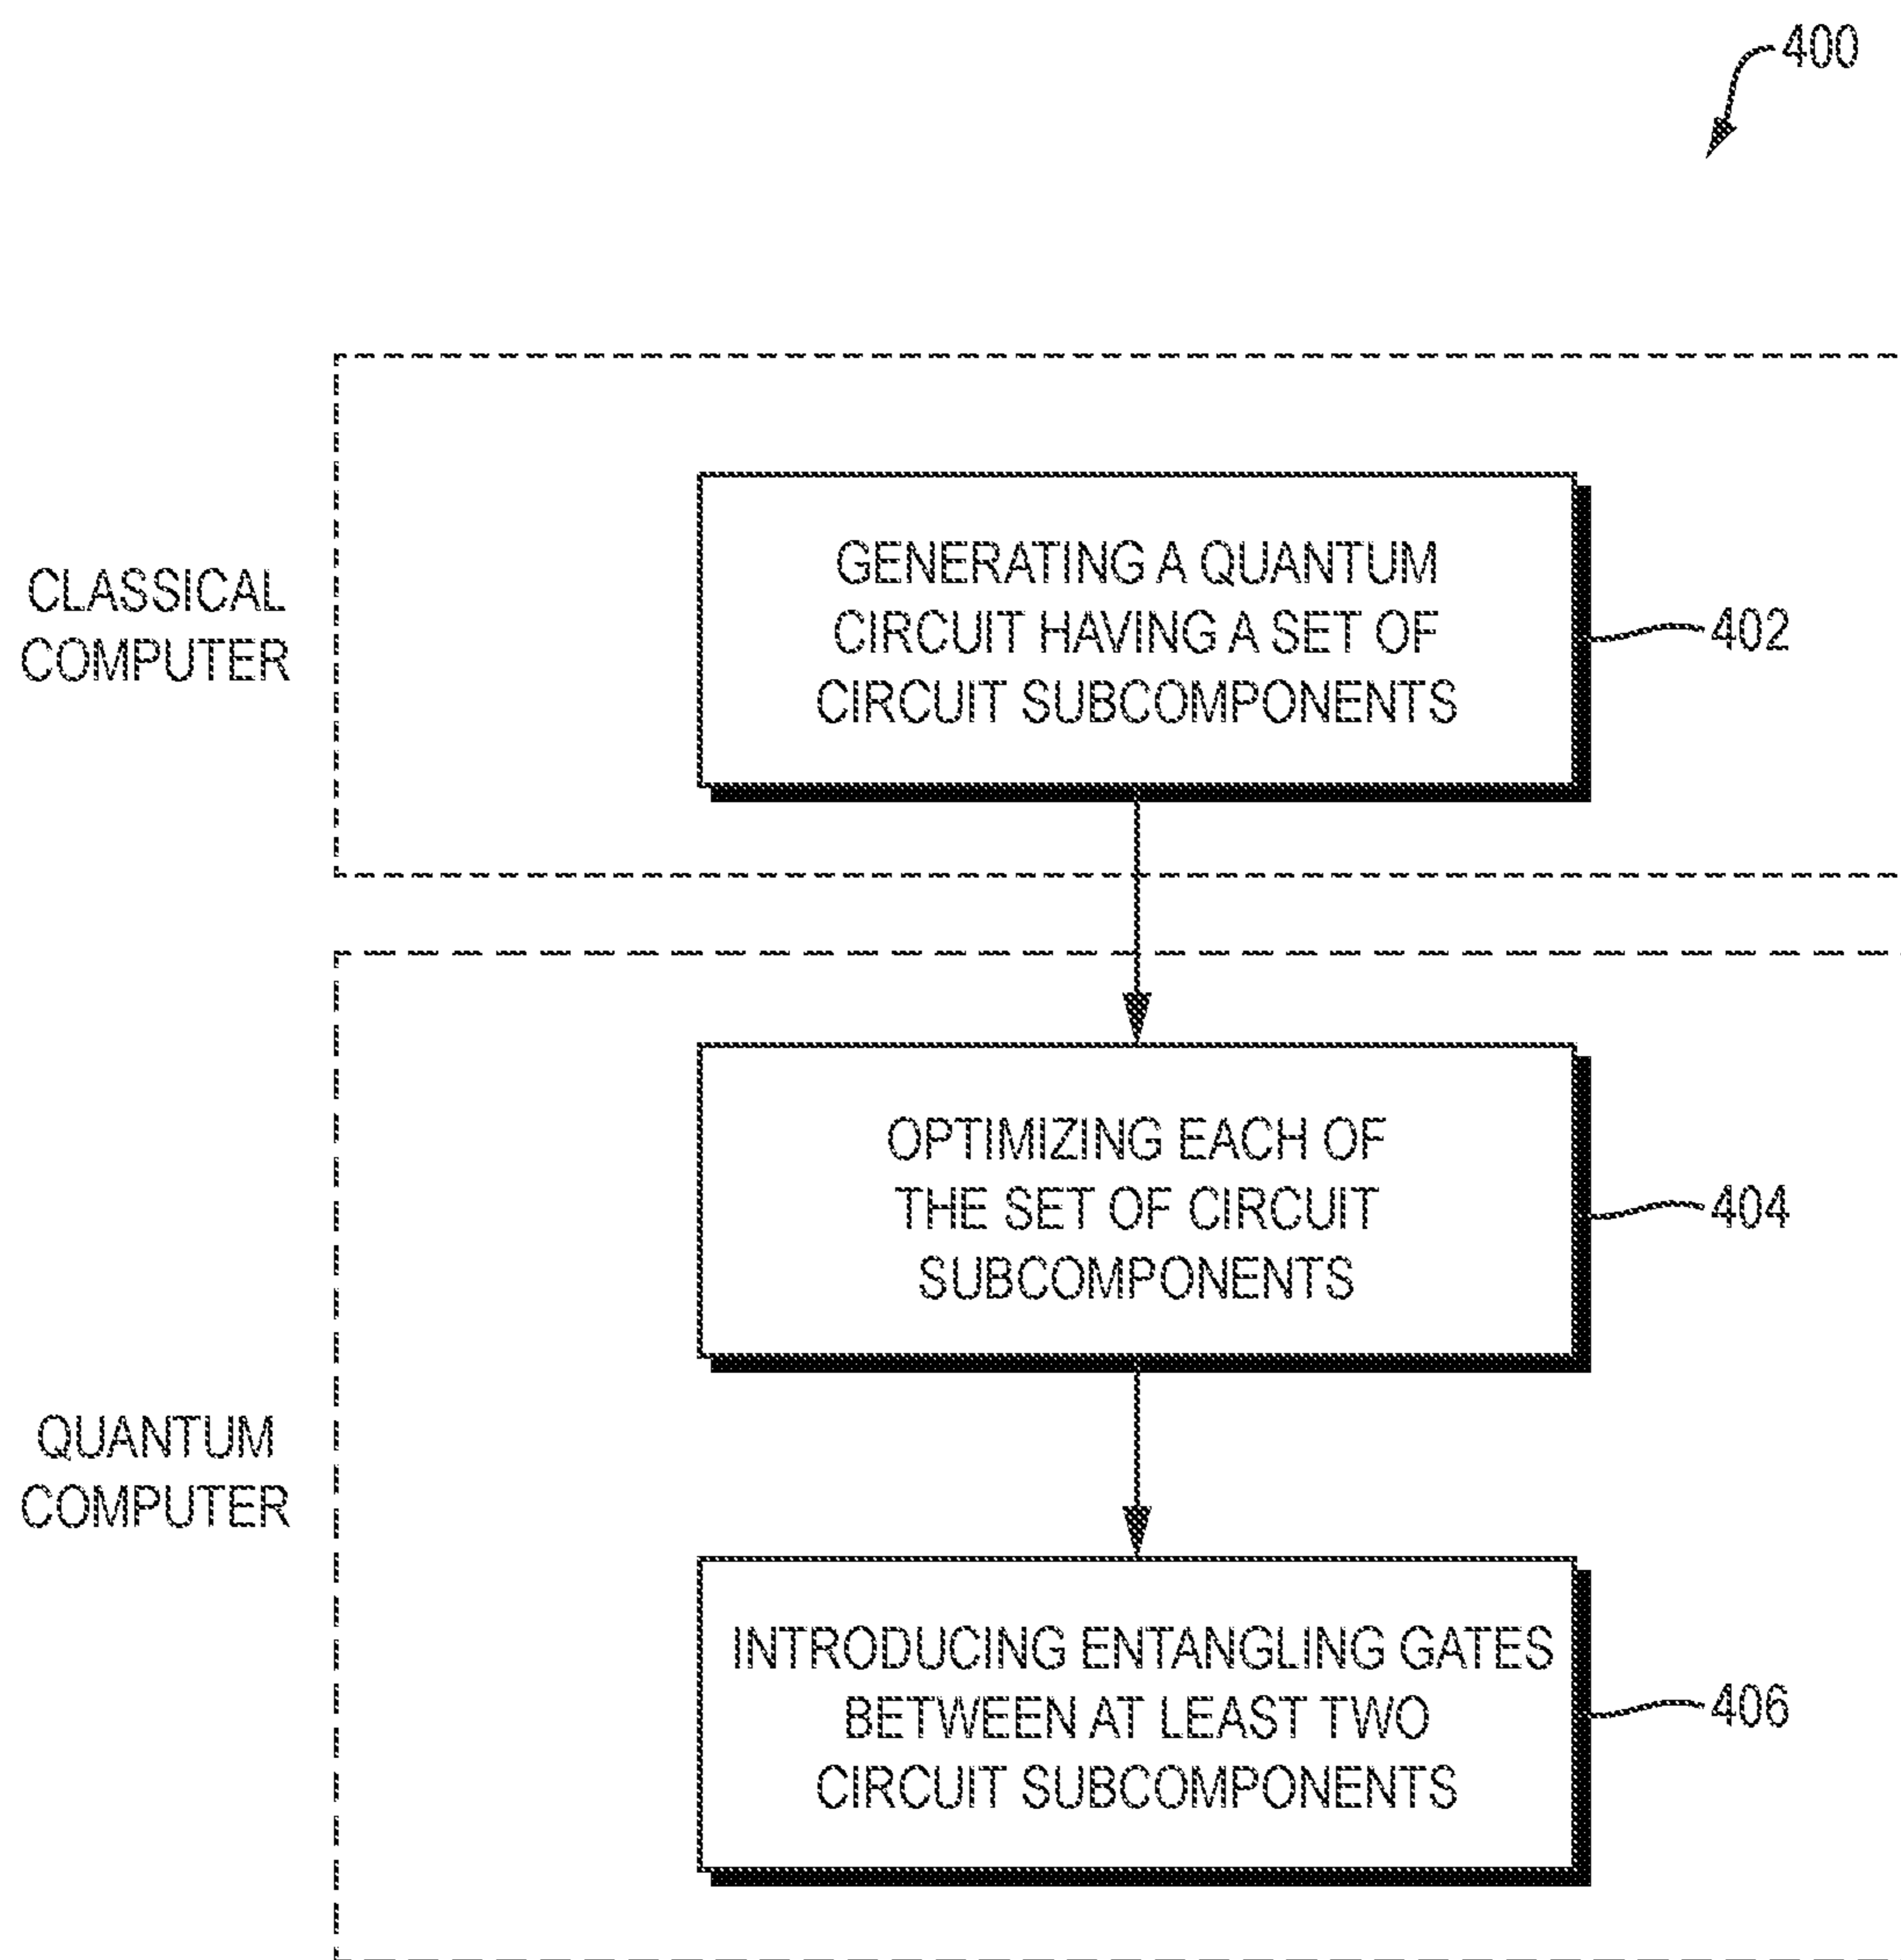 400
CLASSICAL
COMPUTER
GENERATING A QUANTUM
CIRCUIT HAVING A SET OF
CIRCUIT SUBCOMPONENTS
402
OPTIMIZING EACH OF
THE SET OF CIRCUIT
SUBCOMPONENTS
404
QUANTUM
COMPUTER
INTRODUCING ENTANGLING GATES
BETWEEN AT LEAST TWO
CIRCUIT SUBCOMPONENTS
406